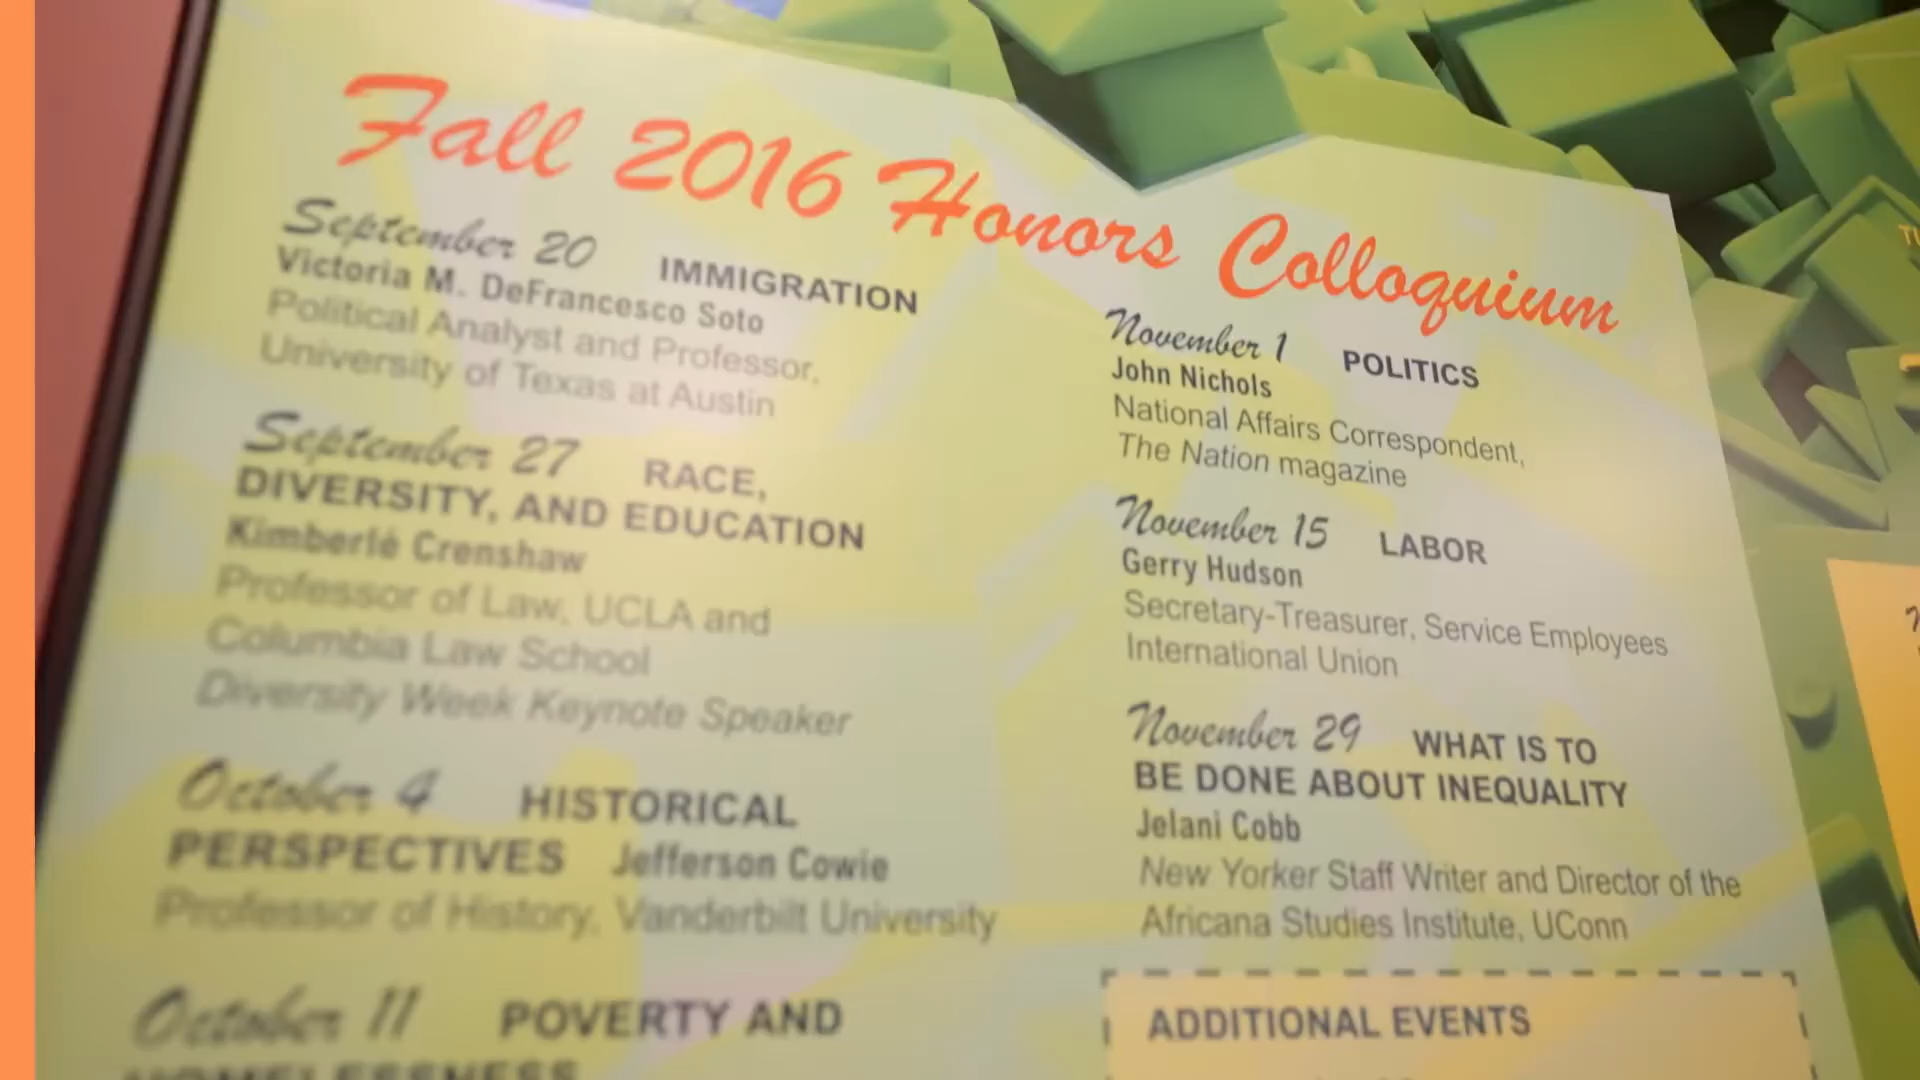 Fall 2016 Honors Colloquium
September 20 IMMIGRATION
Victoria M. DeFrancesco Soto
Political Analyst and Professor,
University of Texas at Austin
September 27 RACE,
DIVERSITY, AND EDUCATION
Kimberlé Crenshaw
Professor of Law, UCLA and
Columbia Law School
Diversity Week Keynote Speaker
October 4 HISTORICAL
PERSPECTIVES Jefferson Cowie
Professor of History, Vanderbilt University
October 11 POVERTY AND
HOMELESSNESS
November 1 POLITICS
John Nichols
National Affairs Correspondent,
The Nation magazine
November 15 LABOR
Gerry Hudson
Secretary-Treasurer, Service Employees
International Union
November 29 WHAT IS TO
BE DONE ABOUT INEQUALITY
Jelani Cobb
New Yorker Staff Writer and Director of the
Africana Studies Institute, UConn
ADDITIONAL EVENTS